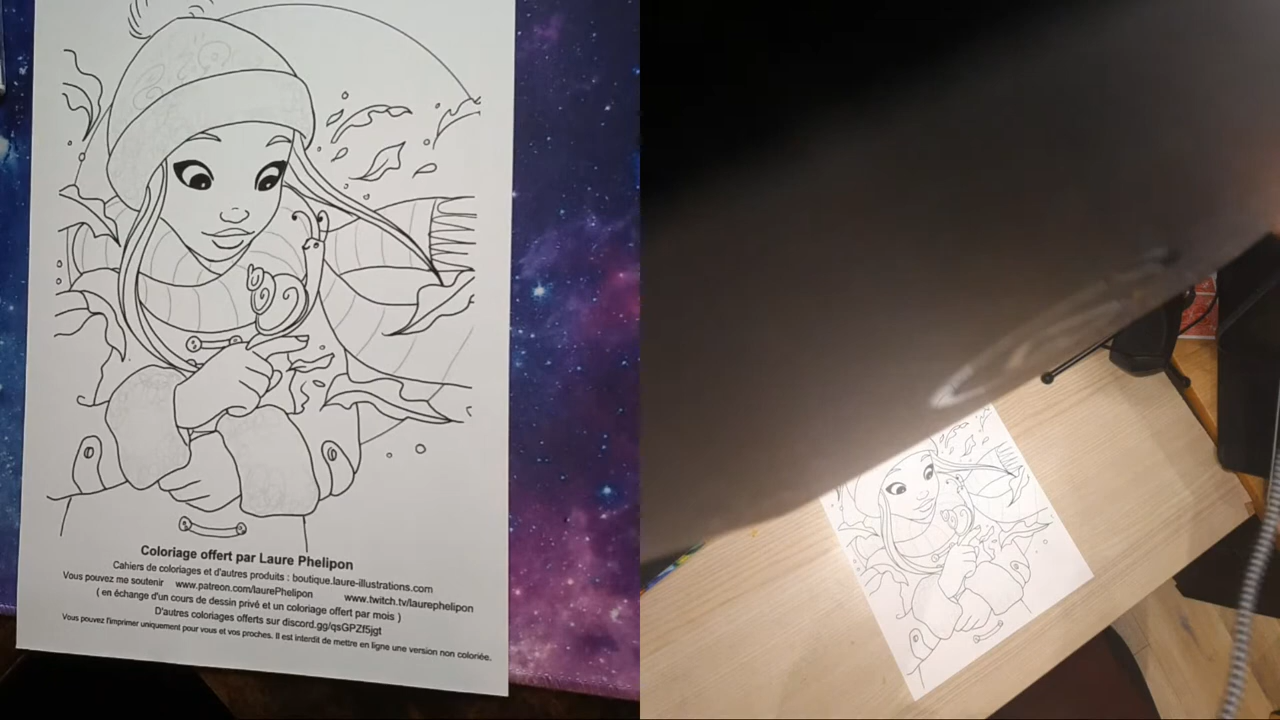 Coloriage offert par Laure Phelipon
Cahiers de coloriages et d'autres produits : boutique.laure-illustrations.com
Vous pouvez me soutenir www.patreon.com/laurePhelipon www.twitch.tv/laurephelipon
( en échange d'un cours de dessin privé et un coloriage offert par mois )
D'autres coloriages offerts sur discord.gg/qsGPZf5jgt
Vous pouvez l'imprimer uniquement pour vous et vos proches. Il est interdit de mettre en ligne une version non coloriée.